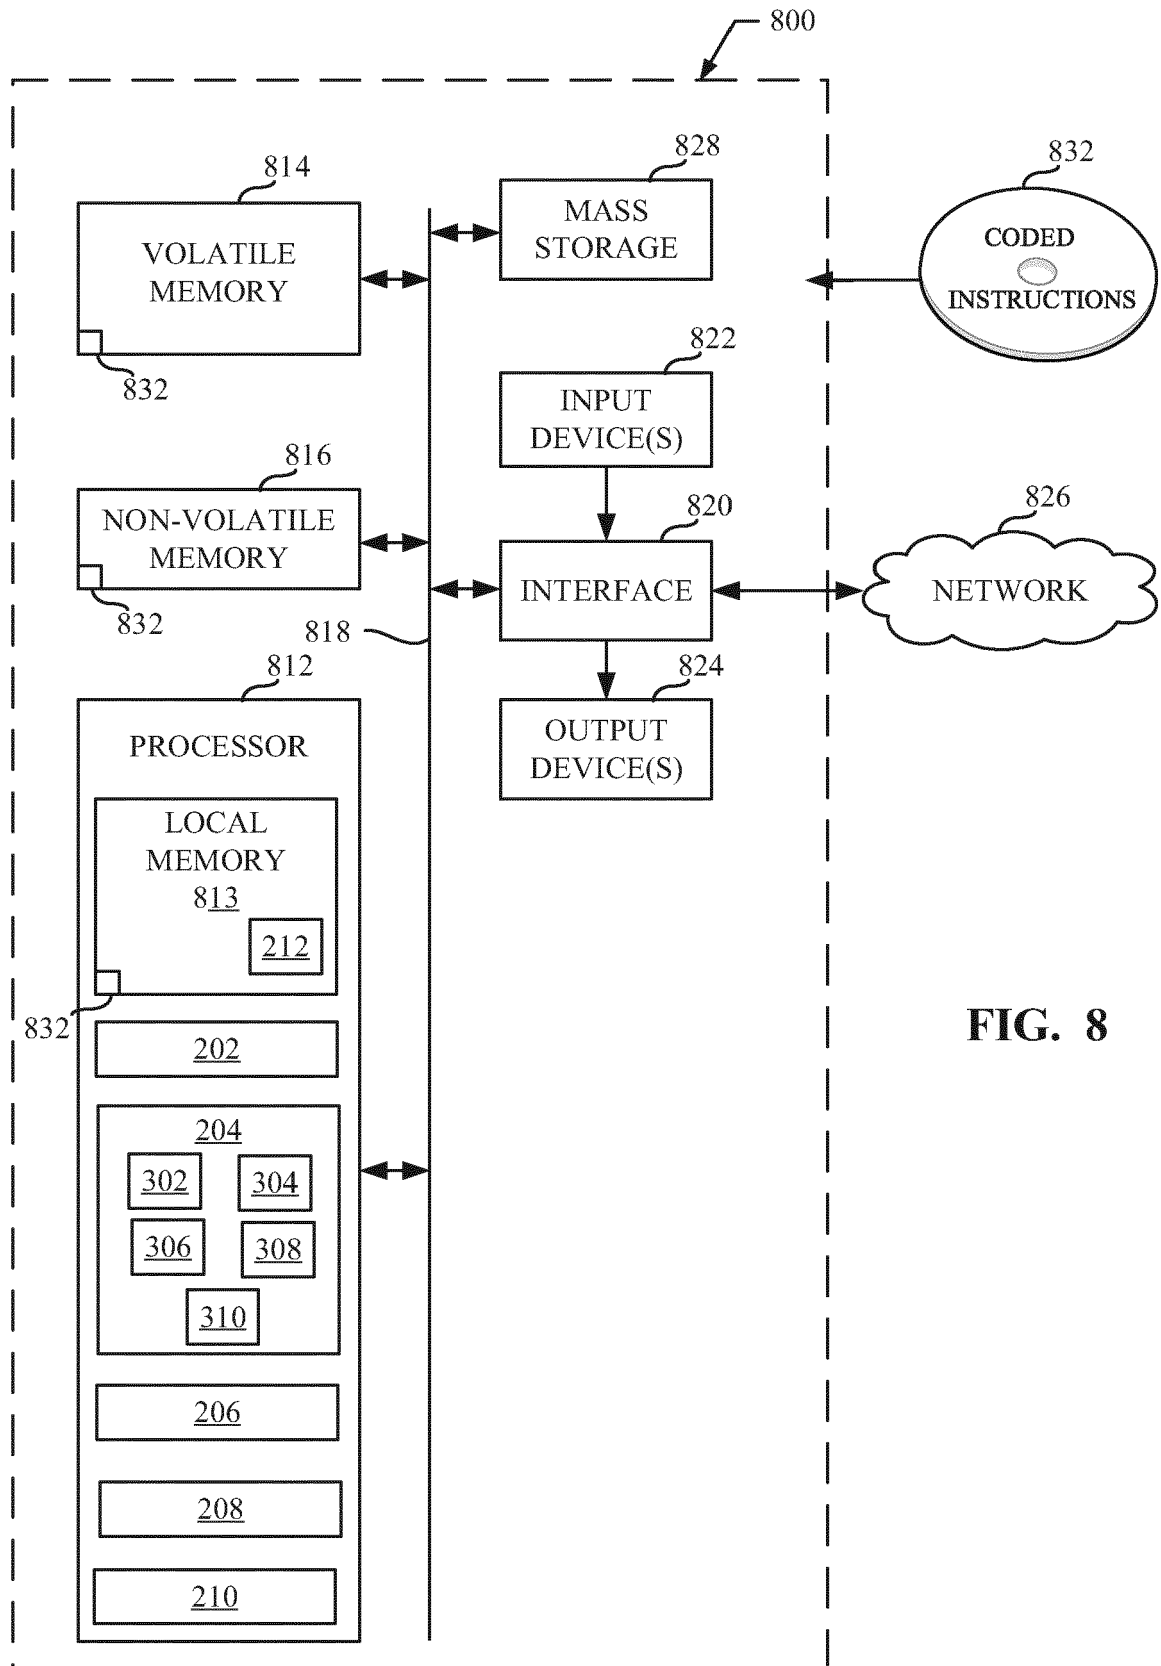 800
814
VOLATILE
MEMORY
832
828
MASS
STORAGE
832
CODED
INSTRUCTIONS
822
INPUT
DEVICE(S)
816
NON-VOLATILE
MEMORY
832
820
INTERFACE
826
NETWORK
818
824
OUTPUT
DEVICE(S)
812
PROCESSOR
LOCAL
MEMORY
813
212
832
202
204
302
304
306
308
310
206
208
210
FIG. 8